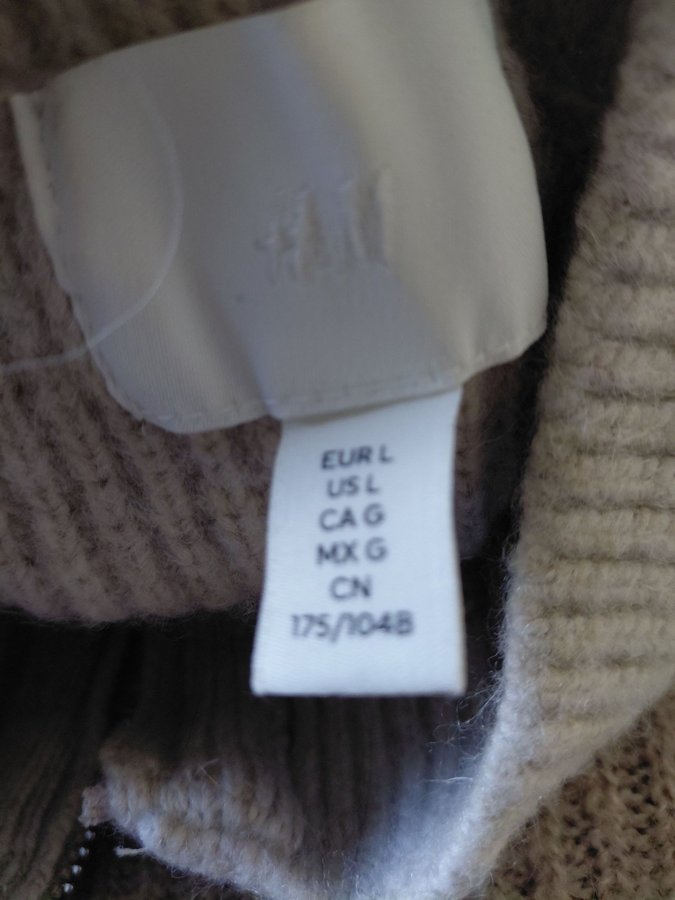 H&M
EUR L
US L
CA G
MX G
CN
175/104B